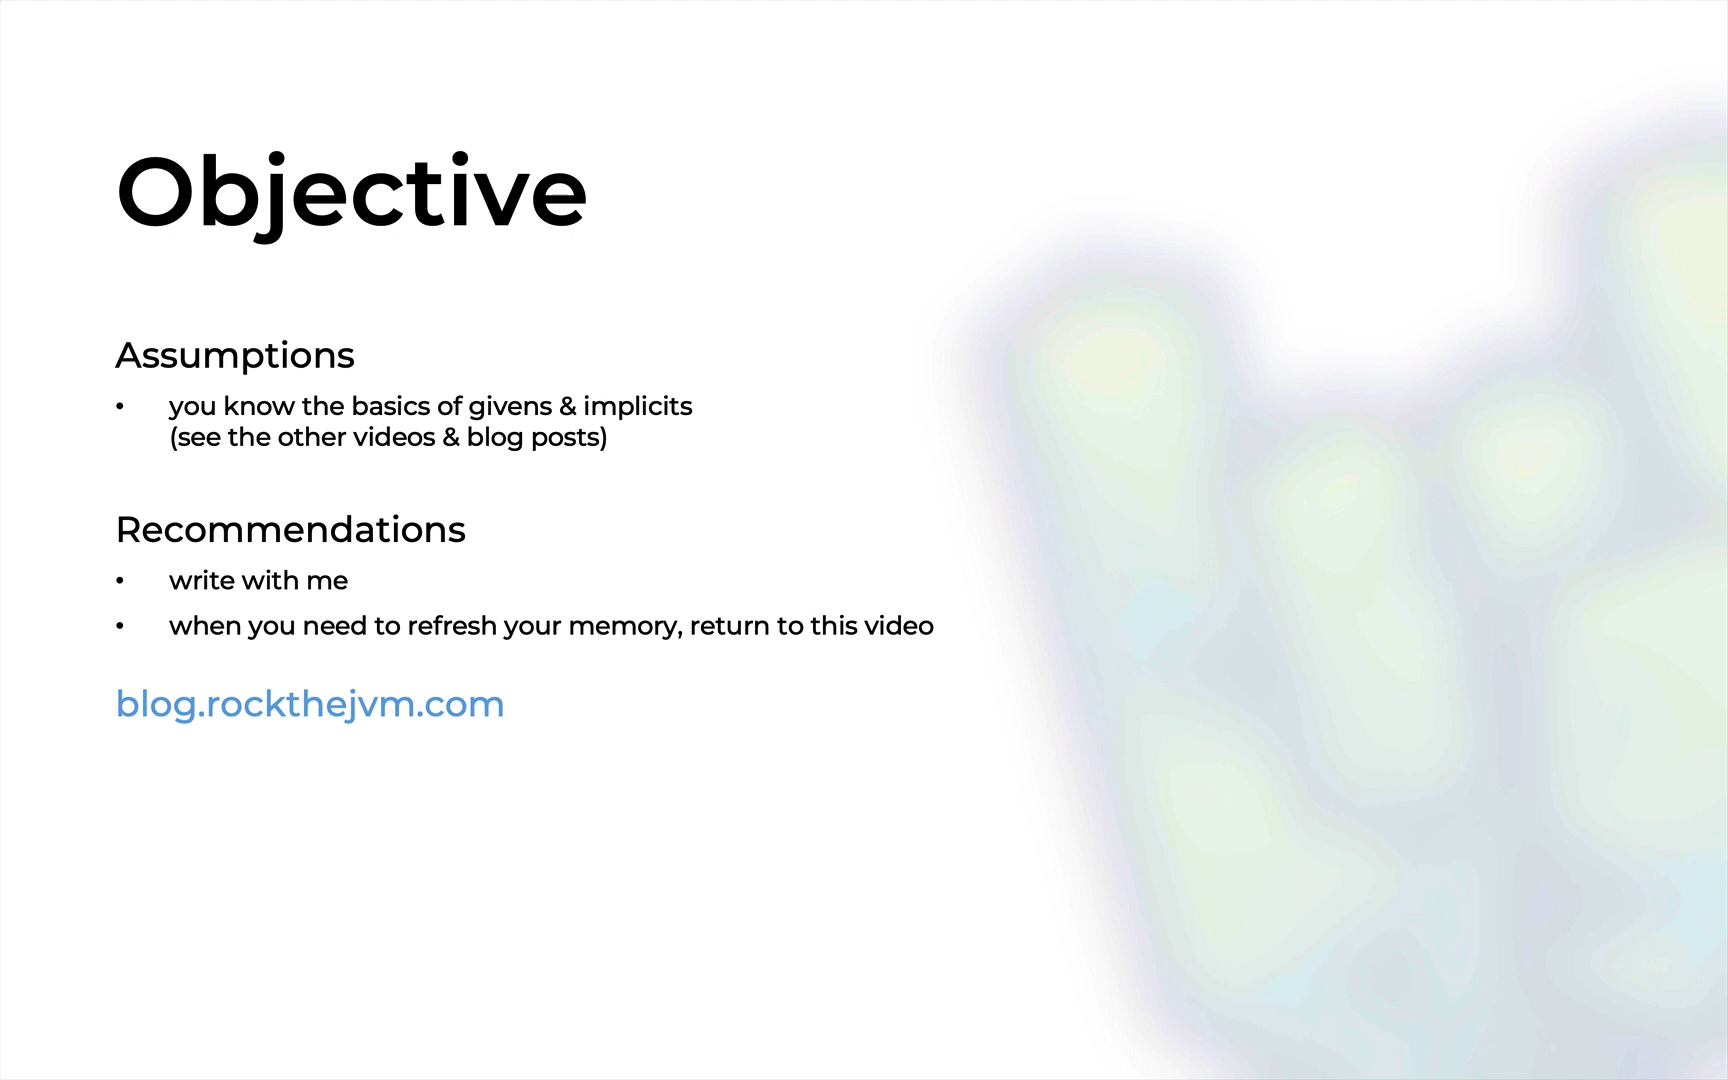 Objective
Assumptions
• you know the basics of givens & implicits
(see the other videos & blog posts)
Recommendations
• write with me
• when you need to refresh your memory, return to this video
blog.rockthejvm.com